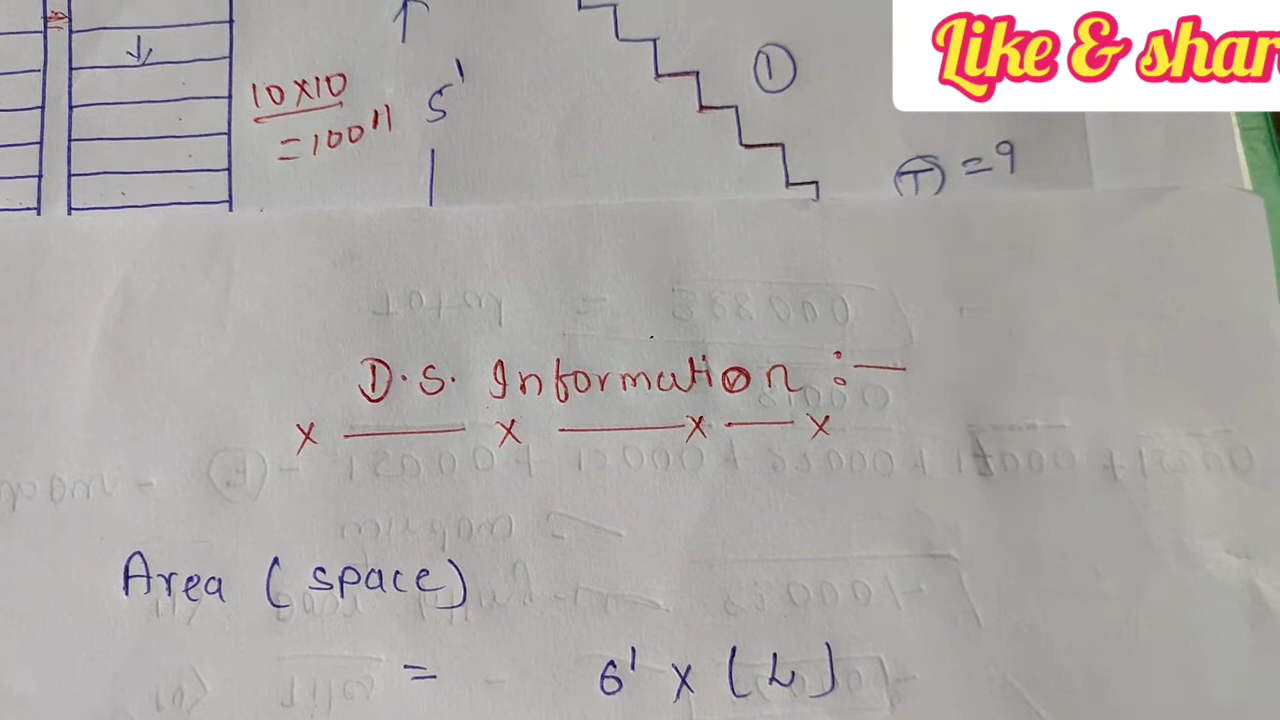 Like & shar
10×10
=100"
5'
①
(T) = 9
D.S. Information :—
× —— × —— × — ×
Area (space)
= 6' × (L)